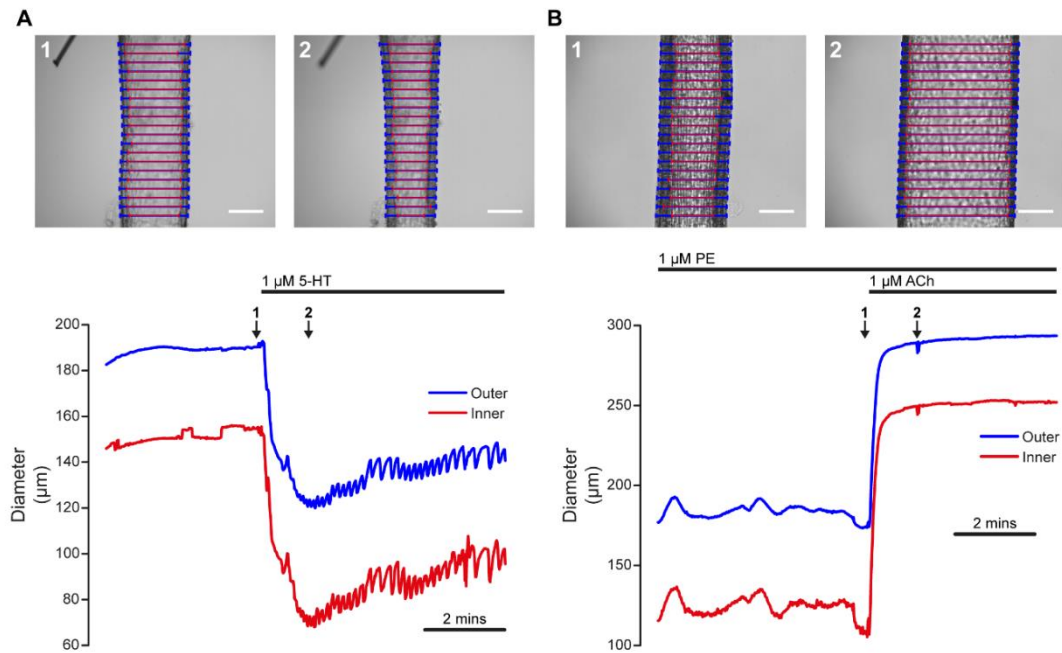 A
B
1
2
1
2
1 µM PE
1 µM 5-HT
1 µM ACh
1
2
1
2
200
180
160
140
120
100
80
60
Diameter
(µm)
Outer
Inner
2 mins
300
250
200
150
100
Diameter
(µm)
Outer
Inner
2 mins